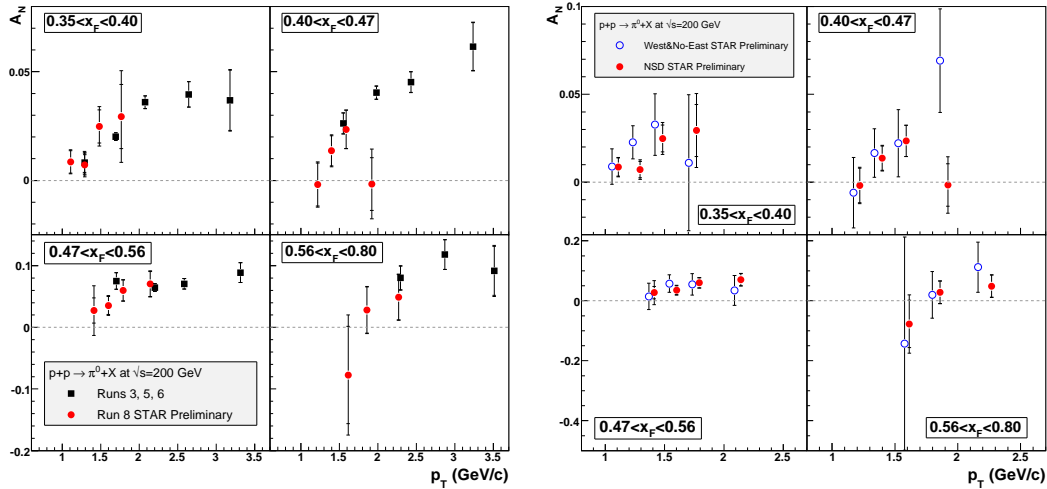 A_N
0.35<x_F<0.40
0.40<x_F<0.47
0.05
0
0.47<x_F<0.56
0.56<x_F<0.80
0.1
0
-0.1
-0.2
p+p → π⁰+X at √s=200 GeV
Runs 3, 5, 6
Run 8 STAR Preliminary
1 1.5 2 2.5 3 3.5
1 1.5 2 2.5 3 3.5
p_T (GeV/c)
A_N
0.1
0.05
0
p+p → π⁰+X at √s=200 GeV
West&No-East STAR Preliminary
NSD STAR Preliminary
0.40<x_F<0.47
0.35<x_F<0.40
0.2
0
-0.2
-0.4
0.47<x_F<0.56
0.56<x_F<0.80
1 1.5 2 2.5
1 1.5 2 2.5
p_T (GeV/c)